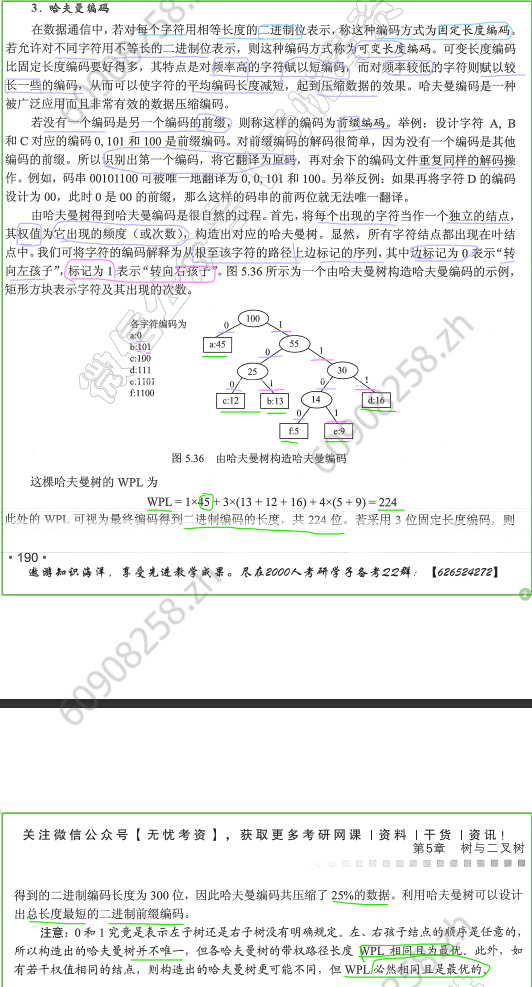 3．哈夫曼编码
在数据通信中，若对每个字符用相等长度的二进制位表示，称这种编码方式为固定长度编码。
若允许对不同字符用不等长的二进制位表示，则这种编码方式称为可变长度编码。可变长度编码
比固定长度编码要好得多，其特点是对频率高的字符赋以短编码，而对频率较低的字符则赋以较
长一些的编码，从而可以使字符的平均编码长度减短，起到压缩数据的效果。哈夫曼编码是一种
被广泛应用而且非常有效的数据压缩编码。
若没有一个编码是另一个编码的前缀，则称这样的编码为前缀编码。举例：设计字符 A, B
和 C 对应的编码 0, 101 和 100 是前缀编码。对前缀编码的解码很简单，因为没有一个编码是其他
编码的前缀。所以识别出第一个编码，将它翻译为原码，再对余下的编码文件重复同样的解码操
作。例如，码串 00101100 可被唯一地翻译为 0, 0, 101 和 100。另举反例：如果再将字符 D 的编码
设计为 00，此时 0 是 00 的前缀，那么这样的码串的前两位就无法唯一翻译。
由哈夫曼树得到哈夫曼编码是很自然的过程。首先，将每个出现的字符当作一个独立的结点，
其权值为它出现的频度（或次数），构造出对应的哈夫曼树。显然，所有字符结点都出现在叶结
点中。我们可将字符的编码解释为从根至该字符的路径上边标记的序列，其中边标记为 0 表示“转
向左孩子”，标记为 1 表示“转向右孩子”。图 5.36 所示为一个由哈夫曼树构造哈夫曼编码的示例，
矩形方块表示字符及其出现的次数。
各字符编码为
a:0
b:101
c:100
d:111
e:1101
f:1100
100
0 1
a:45 55
0 1
25 30
0 1 0 1
c:12 b:13 14 d:16
0 1
f:5 e:9
图 5.36 由哈夫曼树构造哈夫曼编码
这棵哈夫曼树的 WPL 为
WPL = 1×45 + 3×(13 + 12 + 16) + 4×(5 + 9) = 224
此处的 WPL 可视为最终编码得到二进制编码的长度，共 224 位。若采用 3 位固定长度编码，则
·190·
遨游知识海洋，享受先进教学成果。尽在2000人考研学子备考QQ群：【626524272】
关注微信公众号【无忧考资】，获取更多考研网课 | 资料 | 干货 | 资讯！
第5章 树与二叉树
得到的二进制编码长度为 300 位，因此哈夫曼编码共压缩了 25%的数据。利用哈夫曼树可以设计
出总长度最短的二进制前缀编码。
注意：0 和 1 究竟是表示左子树还是右子树没有明确规定。左、右孩子结点的顺序是任意的，
所以构造出的哈夫曼树并不唯一，但各哈夫曼树的带权路径长度 WPL 相同且为最优。此外，如
有若干权值相同的结点，则构造出的哈夫曼树更可能不同，但 WPL 必然相同且是最优的。
60908258.zh
60908258.zh
60908258.zh